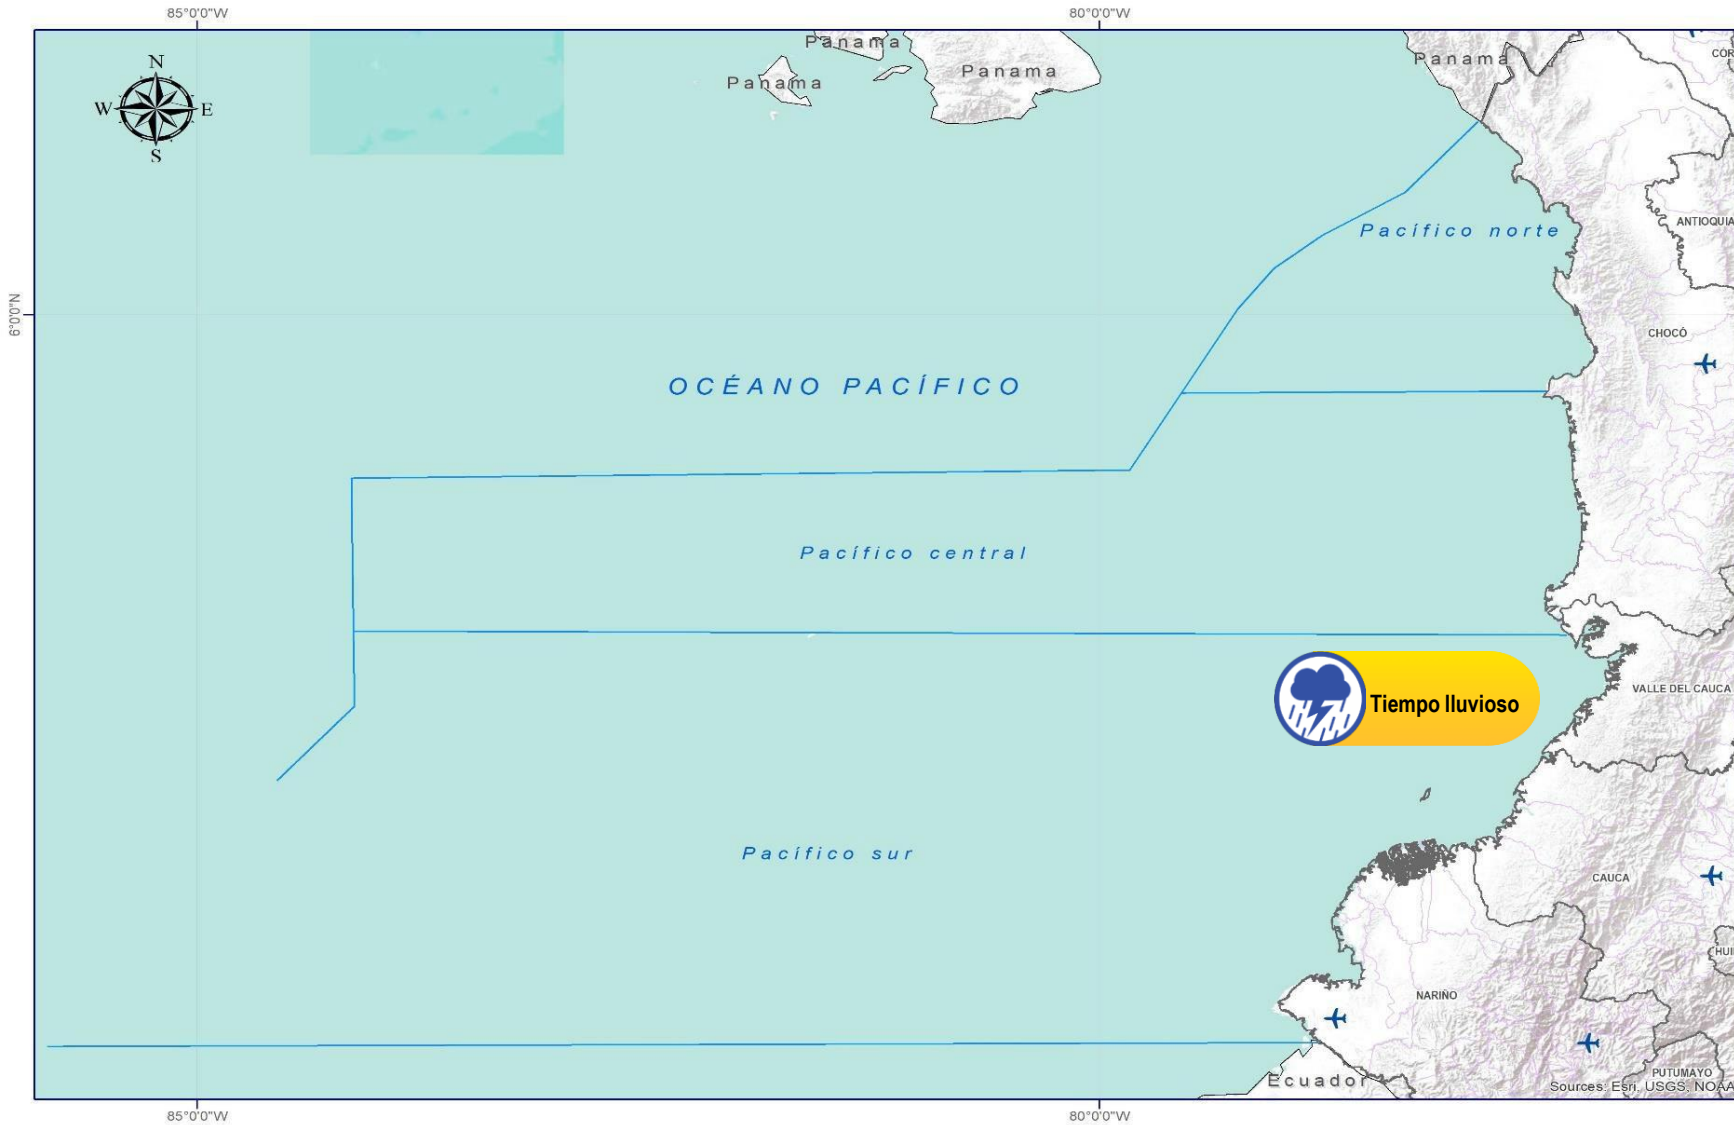 85°0'0"W
80°0'0"W
N
W
E
S
Panama
Panama
Panama
Panama
COR
ANTIOQUIA
Pacífico norte
6°0'0"N
CHOCÓ
OCÉANO PACÍFICO
Pacífico central
VALLE DEL CAUCA
Tiempo lluvioso
Pacífico sur
CAUCA
HUI
NARIÑO
PUTUMAYO
Ecuador
Sources: Esri, USGS, NOAA
85°0'0"W
80°0'0"W